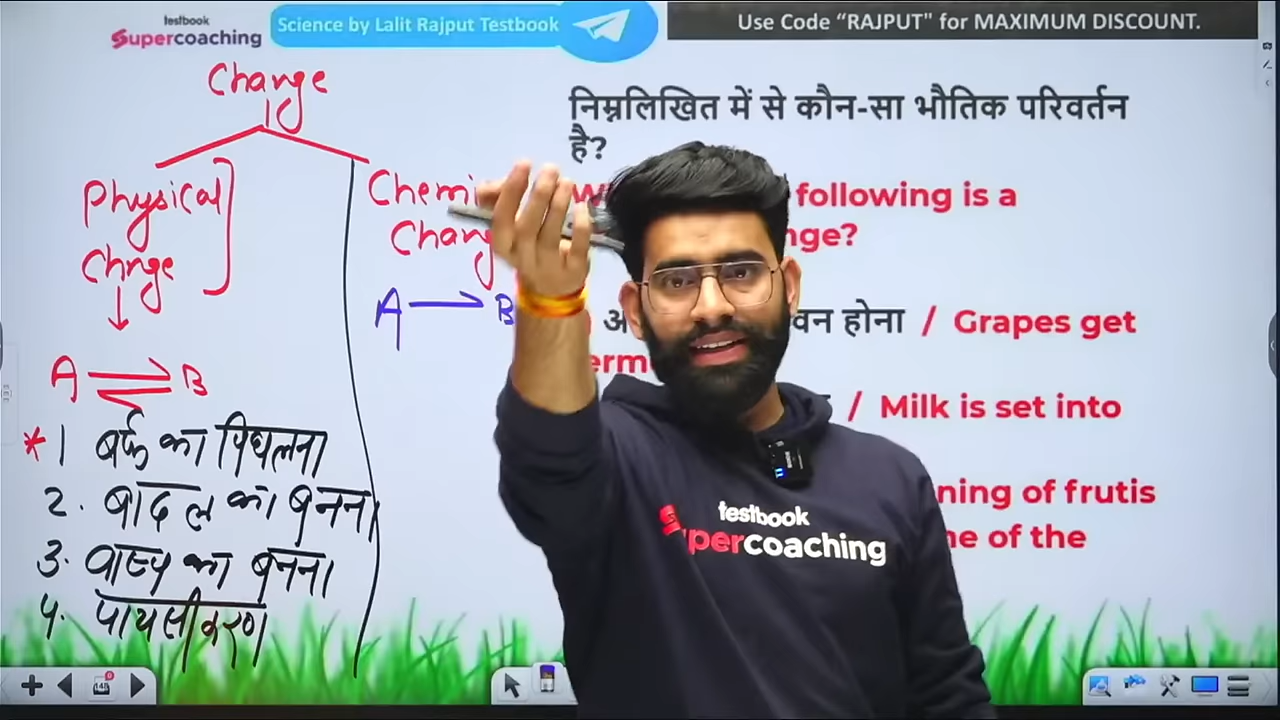 testbook
Supercoaching
Science by Lalit Rajput Testbook
Use Code “RAJPUT" for MAXIMUM DISCOUNT.
Change
Physical
Chnge
A ⇌ B
* 1 बर्फ का पिघलना
2. बादल का बनना
3. वाष्प का बनना
4. पायसीकरण
Chemi
Chang
A → B
निम्नलिखित में से कौन-सा भौतिक परिवर्तन
है?
following is a
nge?
वन होना / Grapes get
erm
/ Milk is set into
ning of frutis
ne of the
testbook
Supercoaching